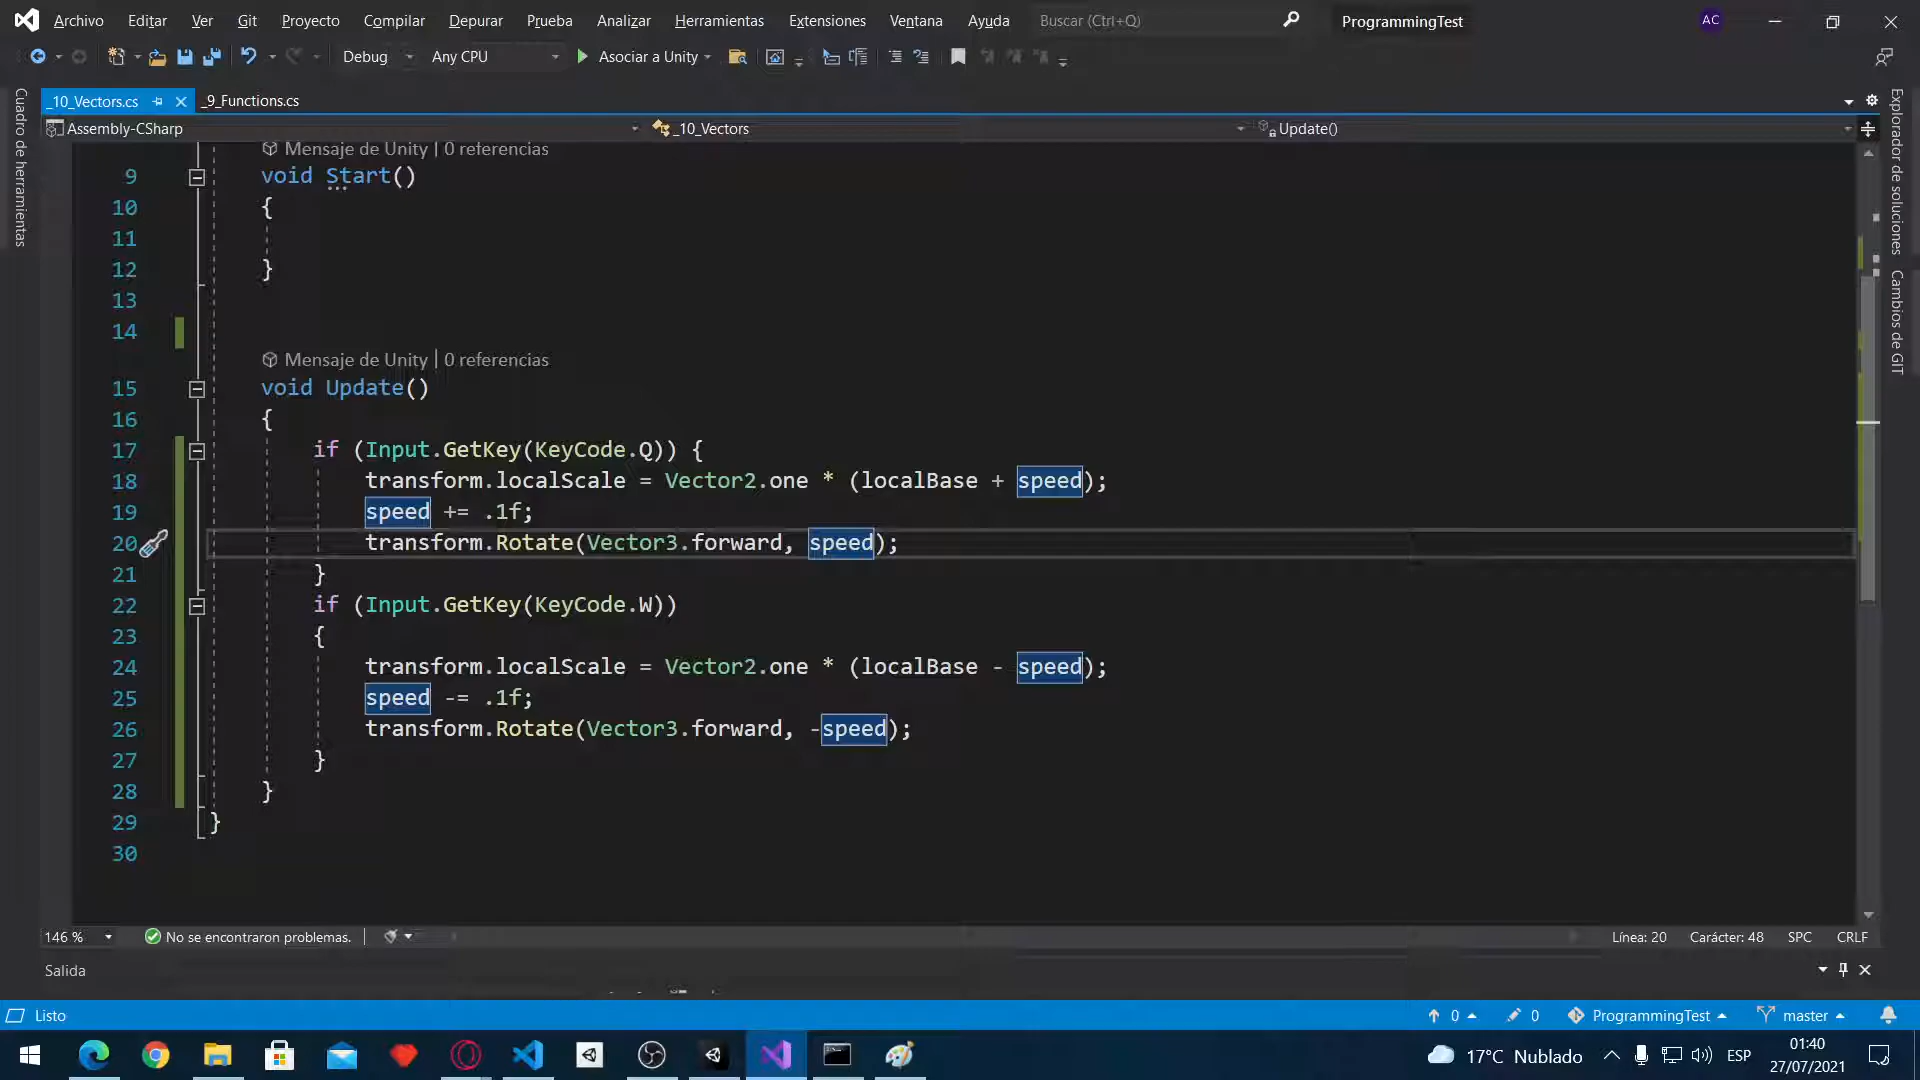 Archivo Editar Ver Git Proyecto Compilar Depurar Prueba Analizar Herramientas Extensiones Ventana Ayuda Buscar (Ctrl+Q) ProgrammingTest AC
Debug Any CPU Asociar a Unity
_10_Vectors.cs _9_Functions.cs
Assembly-CSharp _10_Vectors Update()
Cuadro de herramientas
Explorador de soluciones
Cambios de GIT
Mensaje de Unity | 0 referencias
9 void Start()
10 {
11
12 }
13
14
Mensaje de Unity | 0 referencias
15 void Update()
16 {
17 if (Input.GetKey(KeyCode.Q)) {
18 transform.localScale = Vector2.one * (localBase + speed);
19 speed += .1f;
20 transform.Rotate(Vector3.forward, speed);
21 }
22 if (Input.GetKey(KeyCode.W))
23 {
24 transform.localScale = Vector2.one * (localBase - speed);
25 speed -= .1f;
26 transform.Rotate(Vector3.forward, -speed);
27 }
28 }
29 }
30
146 % No se encontraron problemas. Línea: 20 Carácter: 48 SPC CRLF
Salida
Listo 0 0 ProgrammingTest master
17°C Nublado ESP 01:40
27/07/2021